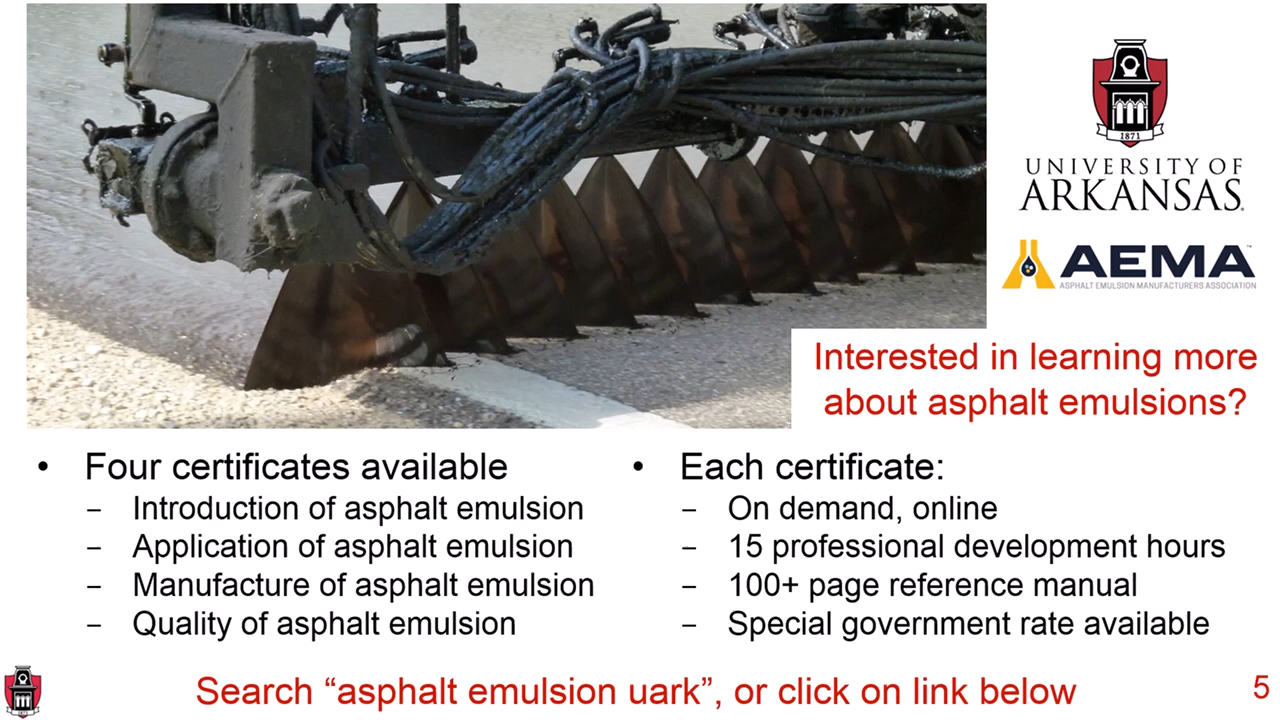 1871
UNIVERSITY OF
ARKANSAS
AEMA™
ASPHALT EMULSION MANUFACTURERS ASSOCIATION
Interested in learning more
about asphalt emulsions?
• Four certificates available
– Introduction of asphalt emulsion
– Application of asphalt emulsion
– Manufacture of asphalt emulsion
– Quality of asphalt emulsion
• Each certificate:
– On demand, online
– 15 professional development hours
– 100+ page reference manual
– Special government rate available
Search “asphalt emulsion uark”, or click on link below
1871
5